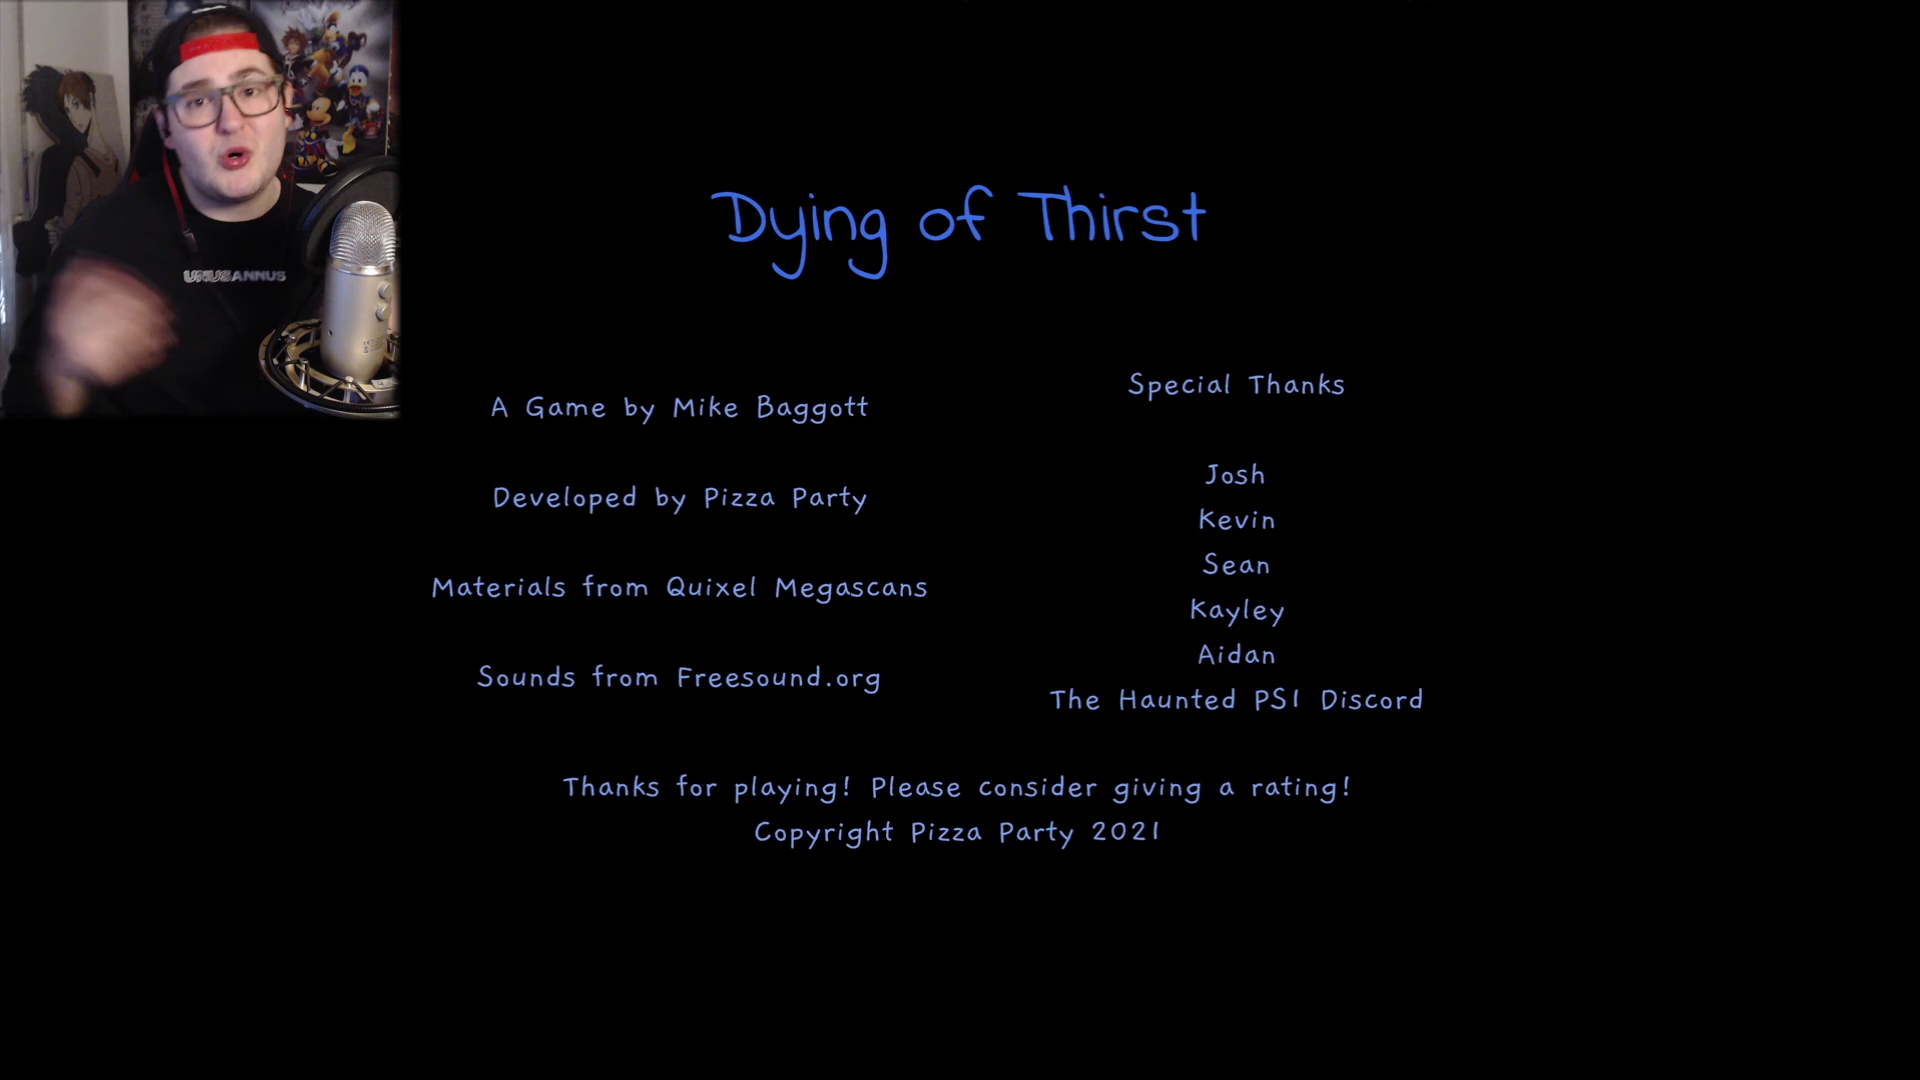 UNUS ANNUS
Dying of Thirst
A Game by Mike Baggott
Developed by Pizza Party
Materials from Quixel Megascans
Sounds from Freesound.org
Special Thanks
Josh
Kevin
Sean
Kayley
Aidan
The Haunted PS1 Discord
Thanks for playing! Please consider giving a rating!
Copyright Pizza Party 2021